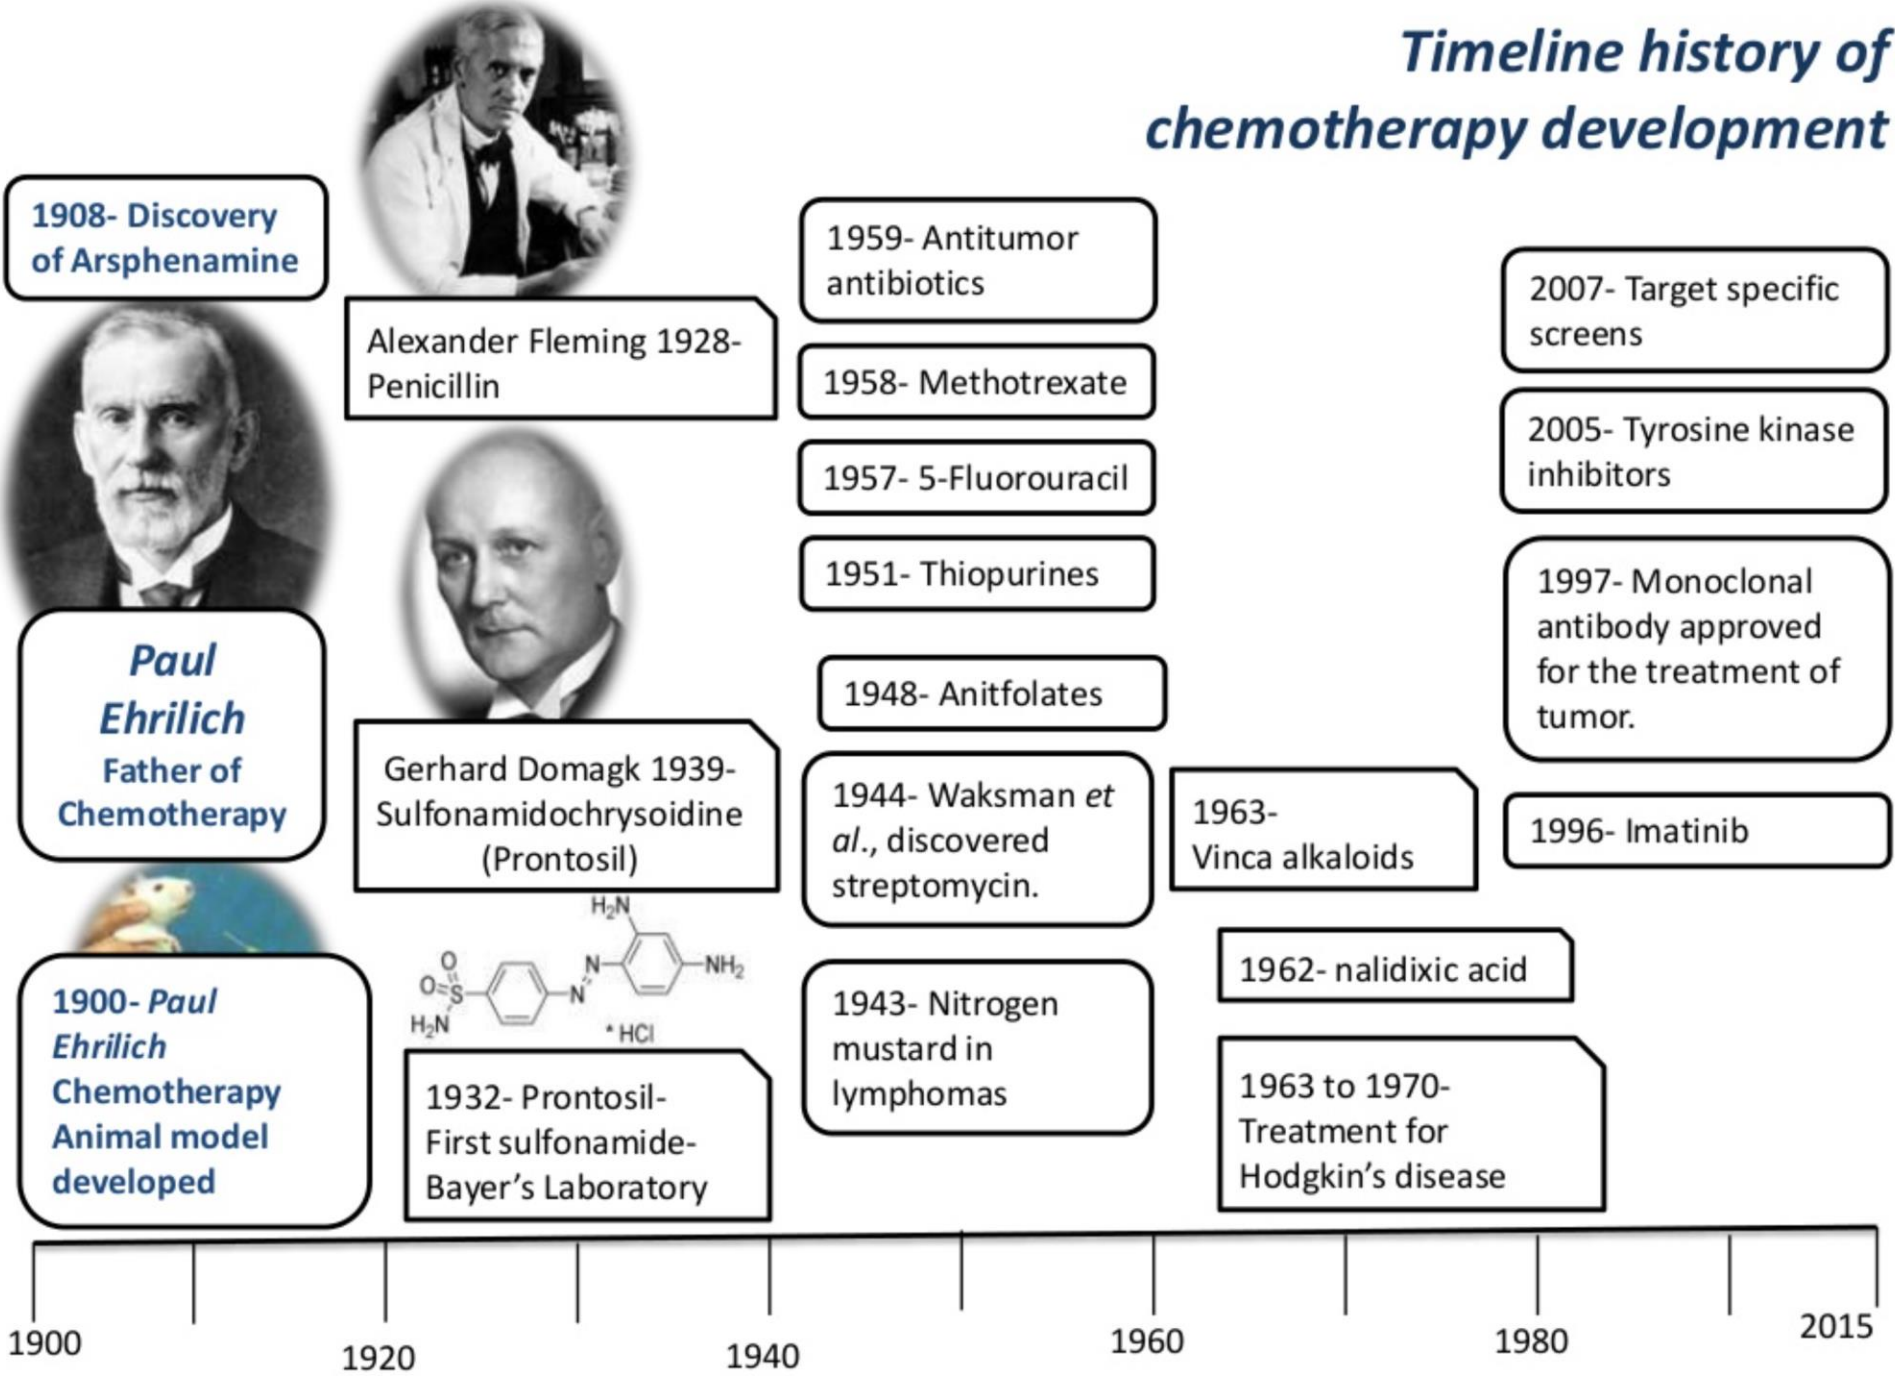 Timeline history of
chemotherapy development
1908- Discovery
of Arsphenamine
Paul
Ehrilich
Father of
Chemotherapy
1900- Paul
Ehrilich
Chemotherapy
Animal model
developed
Alexander Fleming 1928-
Penicillin
Gerhard Domagk 1939-
Sulfonamidochrysoidine
(Prontosil)
H₂N
N
NH₂
O
O
S
N
H₂N
* HCl
1932- Prontosil-
First sulfonamide-
Bayer’s Laboratory
1959- Antitumor
antibiotics
1958- Methotrexate
1957- 5-Fluorouracil
1951- Thiopurines
1948- Anitfolates
1944- Waksman et
al., discovered
streptomycin.
1943- Nitrogen
mustard in
lymphomas
1963-
Vinca alkaloids
1962- nalidixic acid
1963 to 1970-
Treatment for
Hodgkin’s disease
2007- Target specific
screens
2005- Tyrosine kinase
inhibitors
1997- Monoclonal
antibody approved
for the treatment of
tumor.
1996- Imatinib
1900
1920
1940
1960
1980
2015